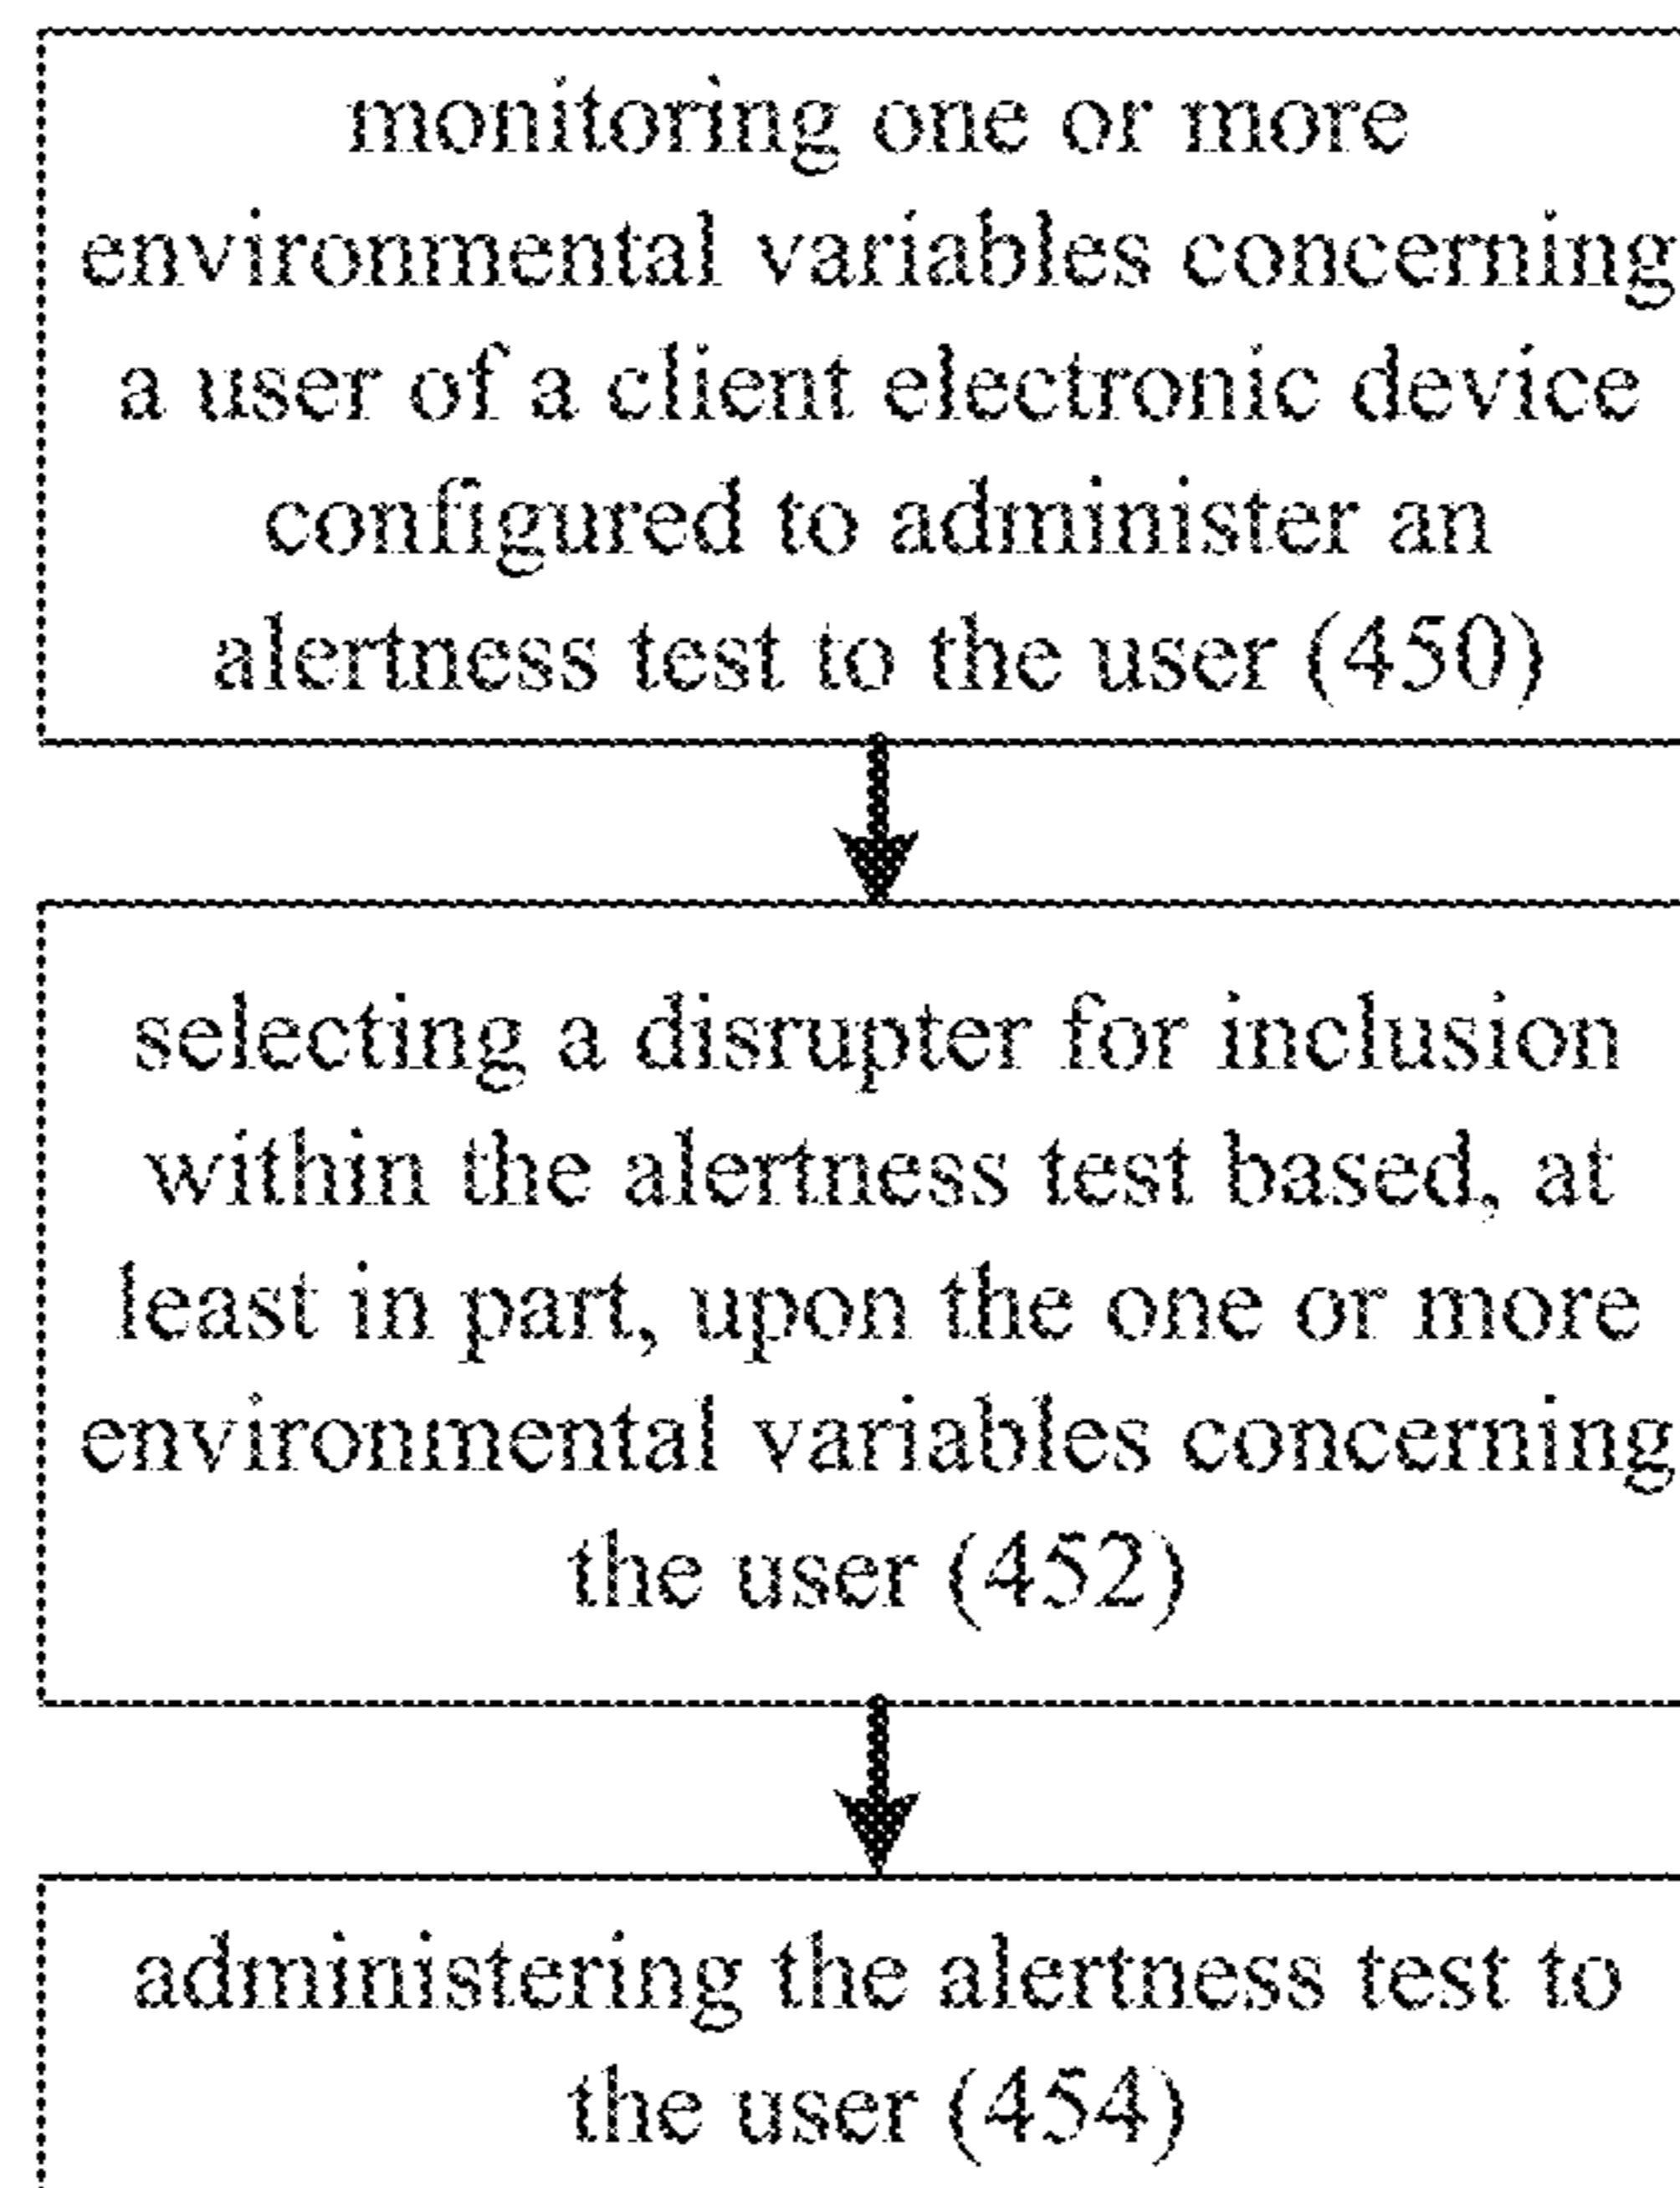 monitoring one or more
environmental variables concerning
a user of a client electronic device
configured to administer an
alertness test to the user (450)
selecting a disrupter for inclusion
within the alertness test based, at
least in part, upon the one or more
environmental variables concerning
the user (452)
administering the alertness test to
the user (454)